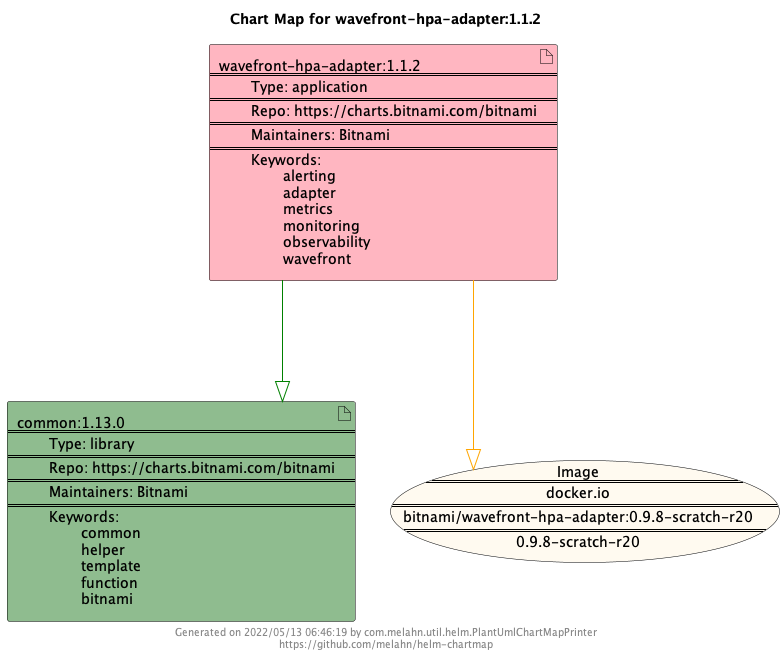 Chart Map for wavefront-hpa-adapter:1.1.2
wavefront-hpa-adapter:1.1.2
Type: application
Repo: https://charts.bitnami.com/bitnami
Maintainers: Bitnami
Keywords:
alerting
adapter
metrics
monitoring
observability
wavefront
common:1.13.0
Type: library
Repo: https://charts.bitnami.com/bitnami
Maintainers: Bitnami
Keywords:
common
helper
template
function
bitnami
Image
docker.io
bitnami/wavefront-hpa-adapter:0.9.8-scratch-r20
0.9.8-scratch-r20
Generated on 2022/05/13 06:46:19 by com.melahn.util.helm.PlantUmlChartMapPrinter
https://github.com/melahn/helm-chartmap